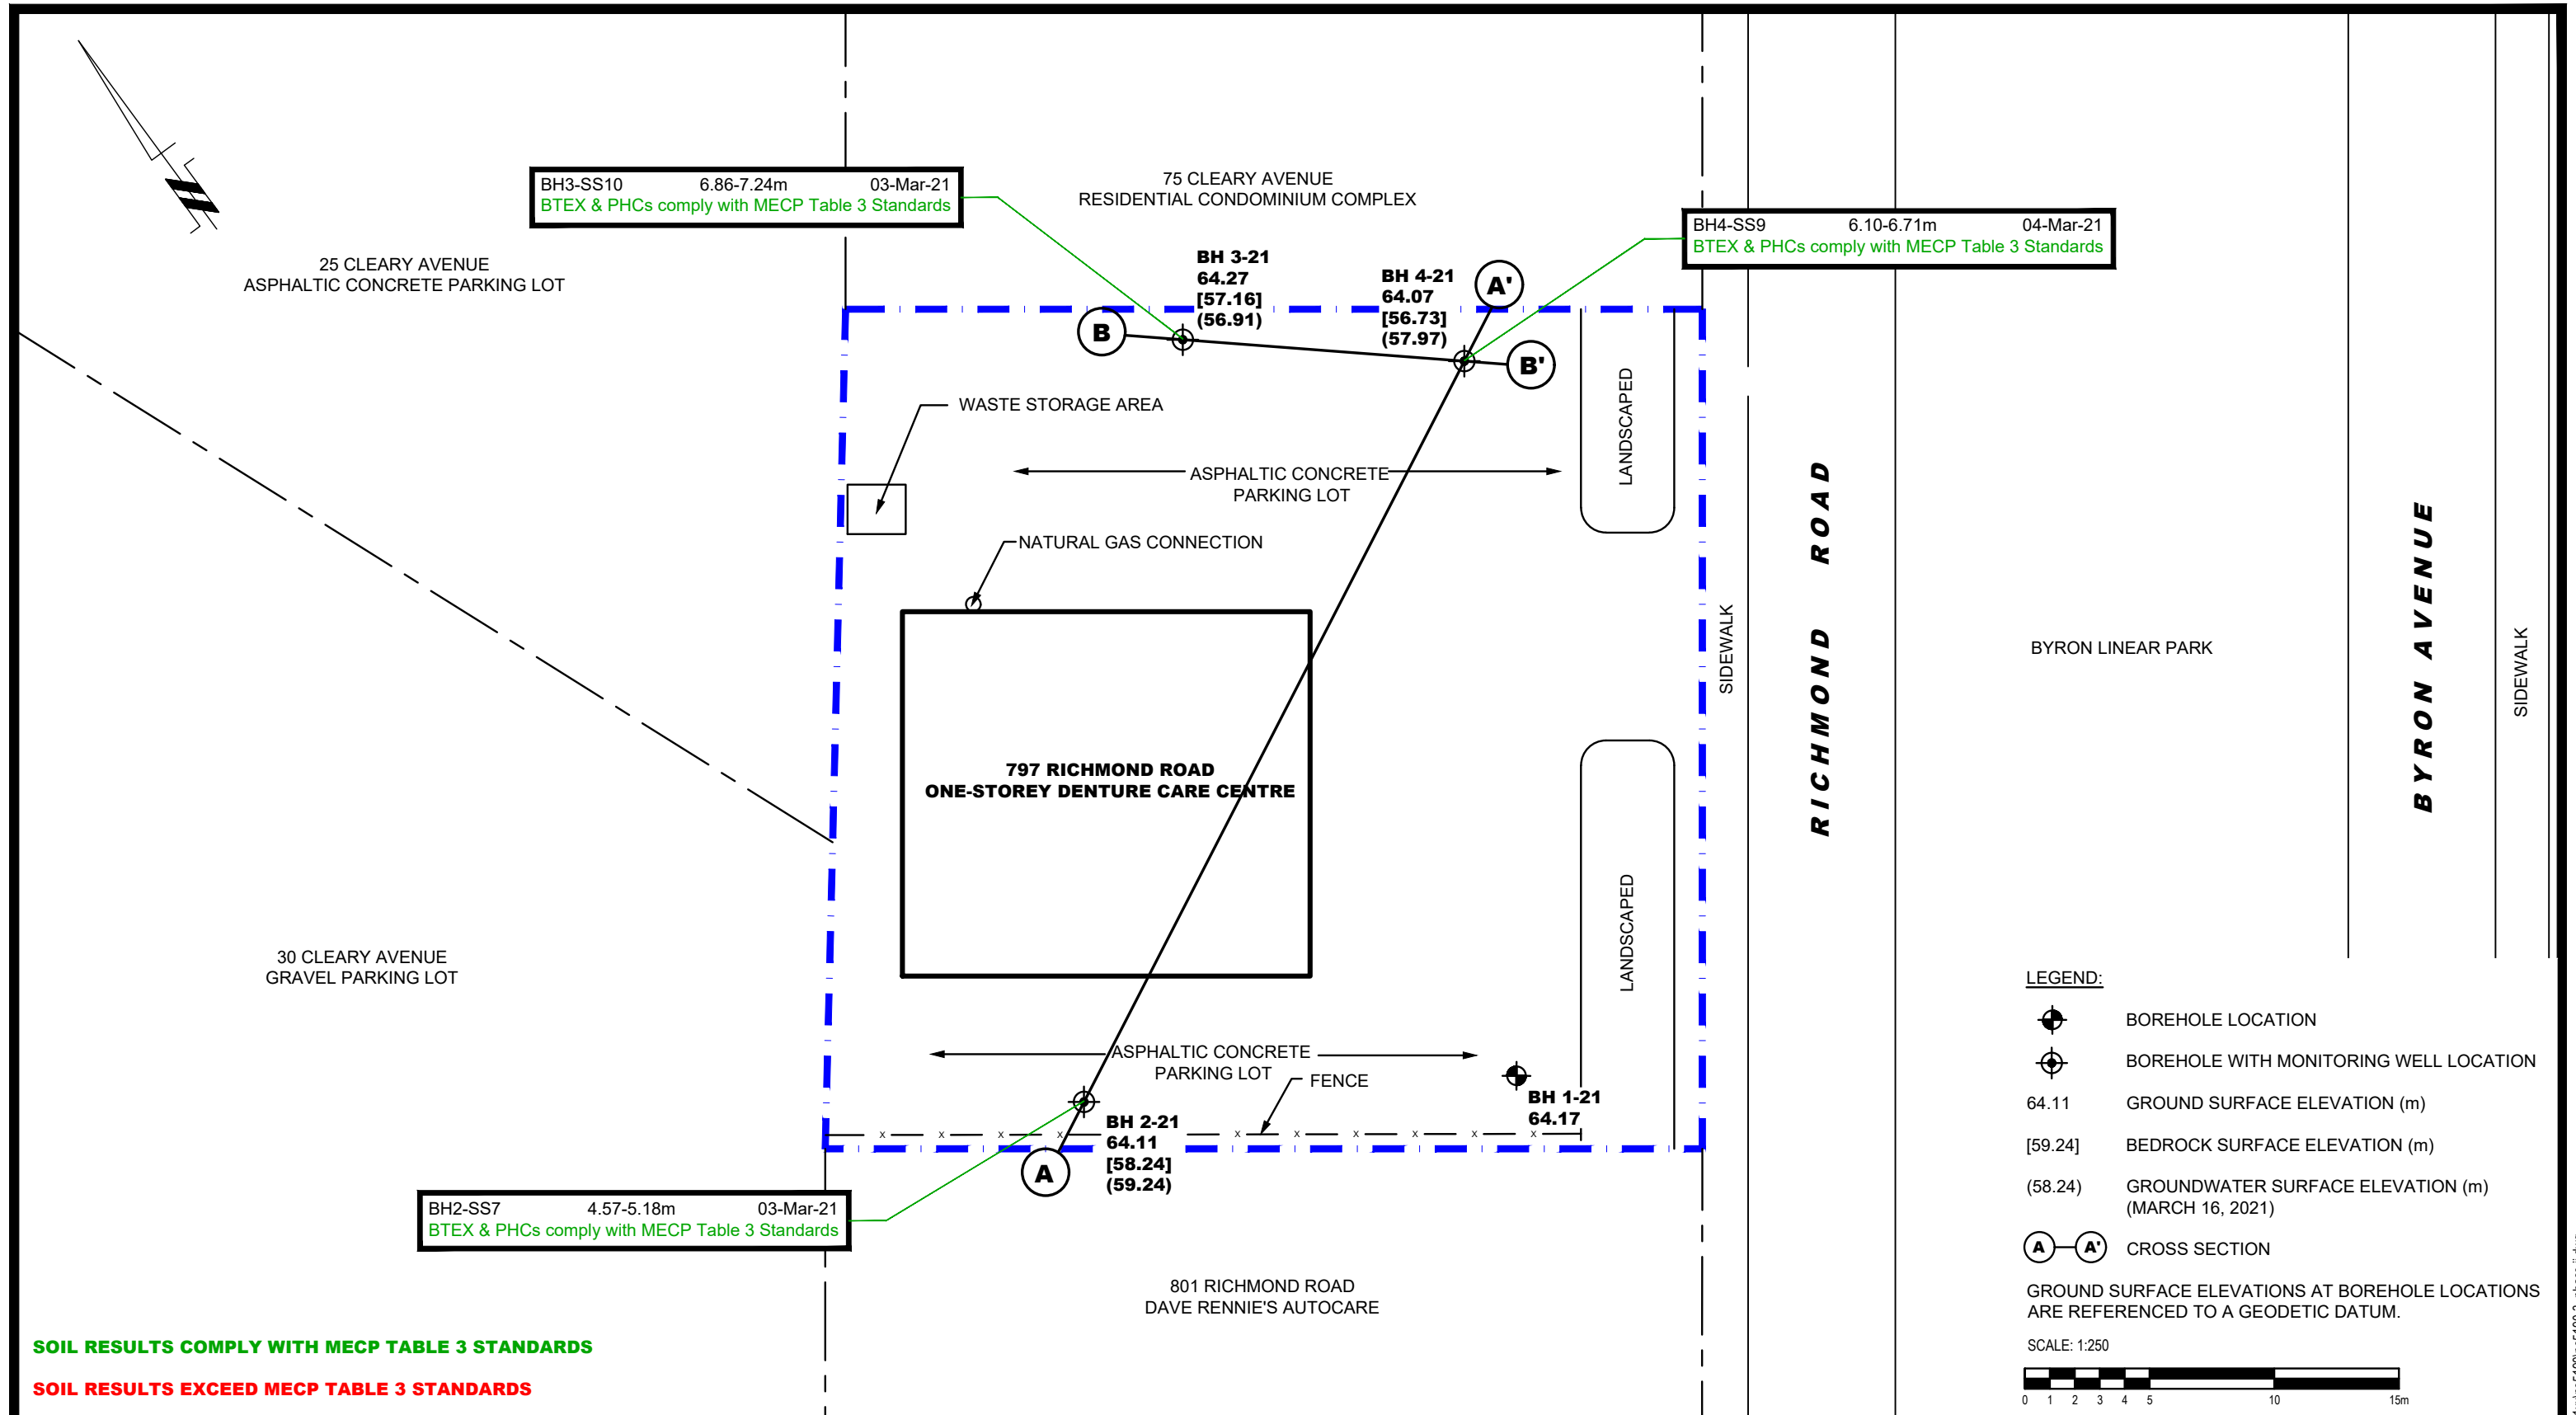 BH3-SS10 6.86-7.24m 03-Mar-21
BTEX & PHCs comply with MECP Table 3 Standards
75 CLEARY AVENUE
RESIDENTIAL CONDOMINIUM COMPLEX
BH4-SS9 6.10-6.71m 04-Mar-21
BTEX & PHCs comply with MECP Table 3 Standards
25 CLEARY AVENUE
ASPHALTIC CONCRETE PARKING LOT
BH 3-21
64.27
[57.16]
(56.91)
BH 4-21
64.07
[56.73]
(57.97)
A'
B
B'
WASTE STORAGE AREA
LANDSCAPED
ASPHALTIC CONCRETE
PARKING LOT
NATURAL GAS CONNECTION
SIDEWALK
RICHMOND ROAD
BYRON LINEAR PARK
BYRON AVENUE
SIDEWALK
797 RICHMOND ROAD
ONE-STOREY DENTURE CARE CENTRE
LANDSCAPED
30 CLEARY AVENUE
GRAVEL PARKING LOT
ASPHALTIC CONCRETE
PARKING LOT
FENCE
x x x x x x x x x x
BH 1-21
64.17
BH 2-21
64.11
[58.24]
(59.24)
A
BH2-SS7 4.57-5.18m 03-Mar-21
BTEX & PHCs comply with MECP Table 3 Standards
801 RICHMOND ROAD
DAVE RENNIE'S AUTOCARE
SOIL RESULTS COMPLY WITH MECP TABLE 3 STANDARDS
SOIL RESULTS EXCEED MECP TABLE 3 STANDARDS
LEGEND:
BOREHOLE LOCATION
BOREHOLE WITH MONITORING WELL LOCATION
64.11 GROUND SURFACE ELEVATION (m)
[59.24] BEDROCK SURFACE ELEVATION (m)
(58.24) GROUNDWATER SURFACE ELEVATION (m)
(MARCH 16, 2021)
A A' CROSS SECTION
GROUND SURFACE ELEVATIONS AT BOREHOLE LOCATIONS
ARE REFERENCED TO A GEODETIC DATUM.
SCALE: 1:250
0 1 2 3 4 5 10 15m